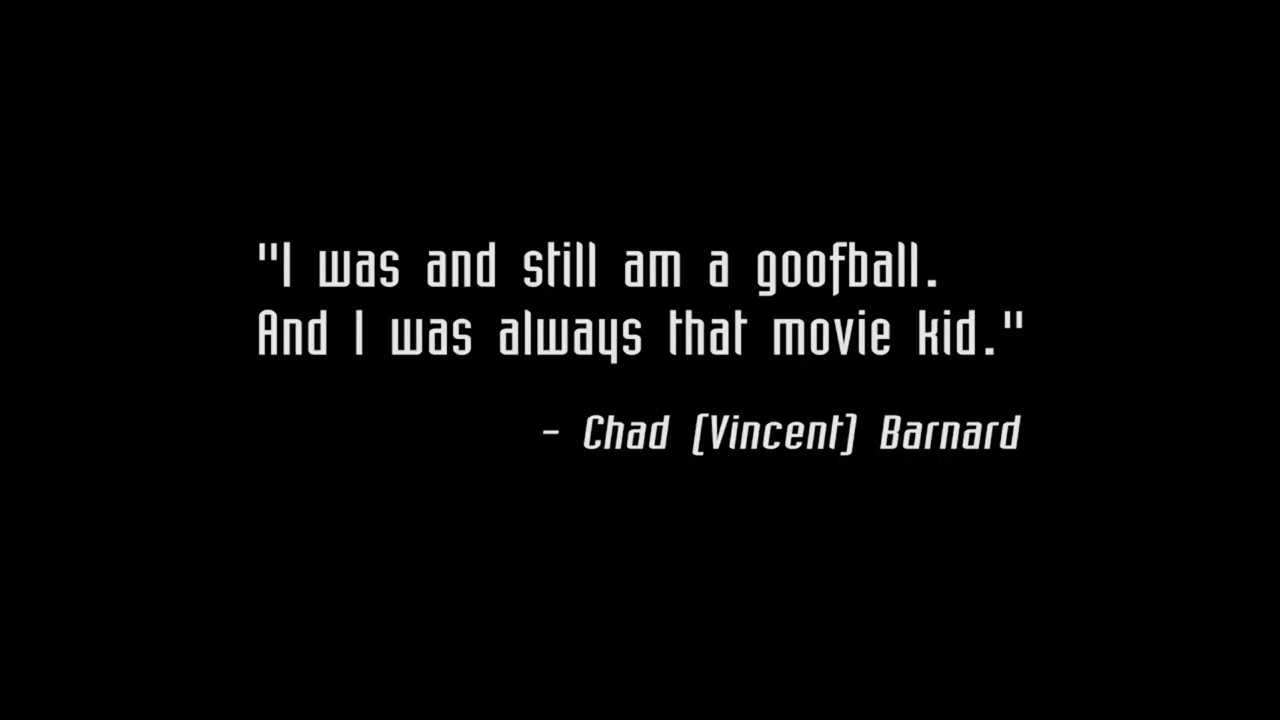 "I was and still am a goofball.
And I was always that movie kid."
- Chad (Vincent) Barnard